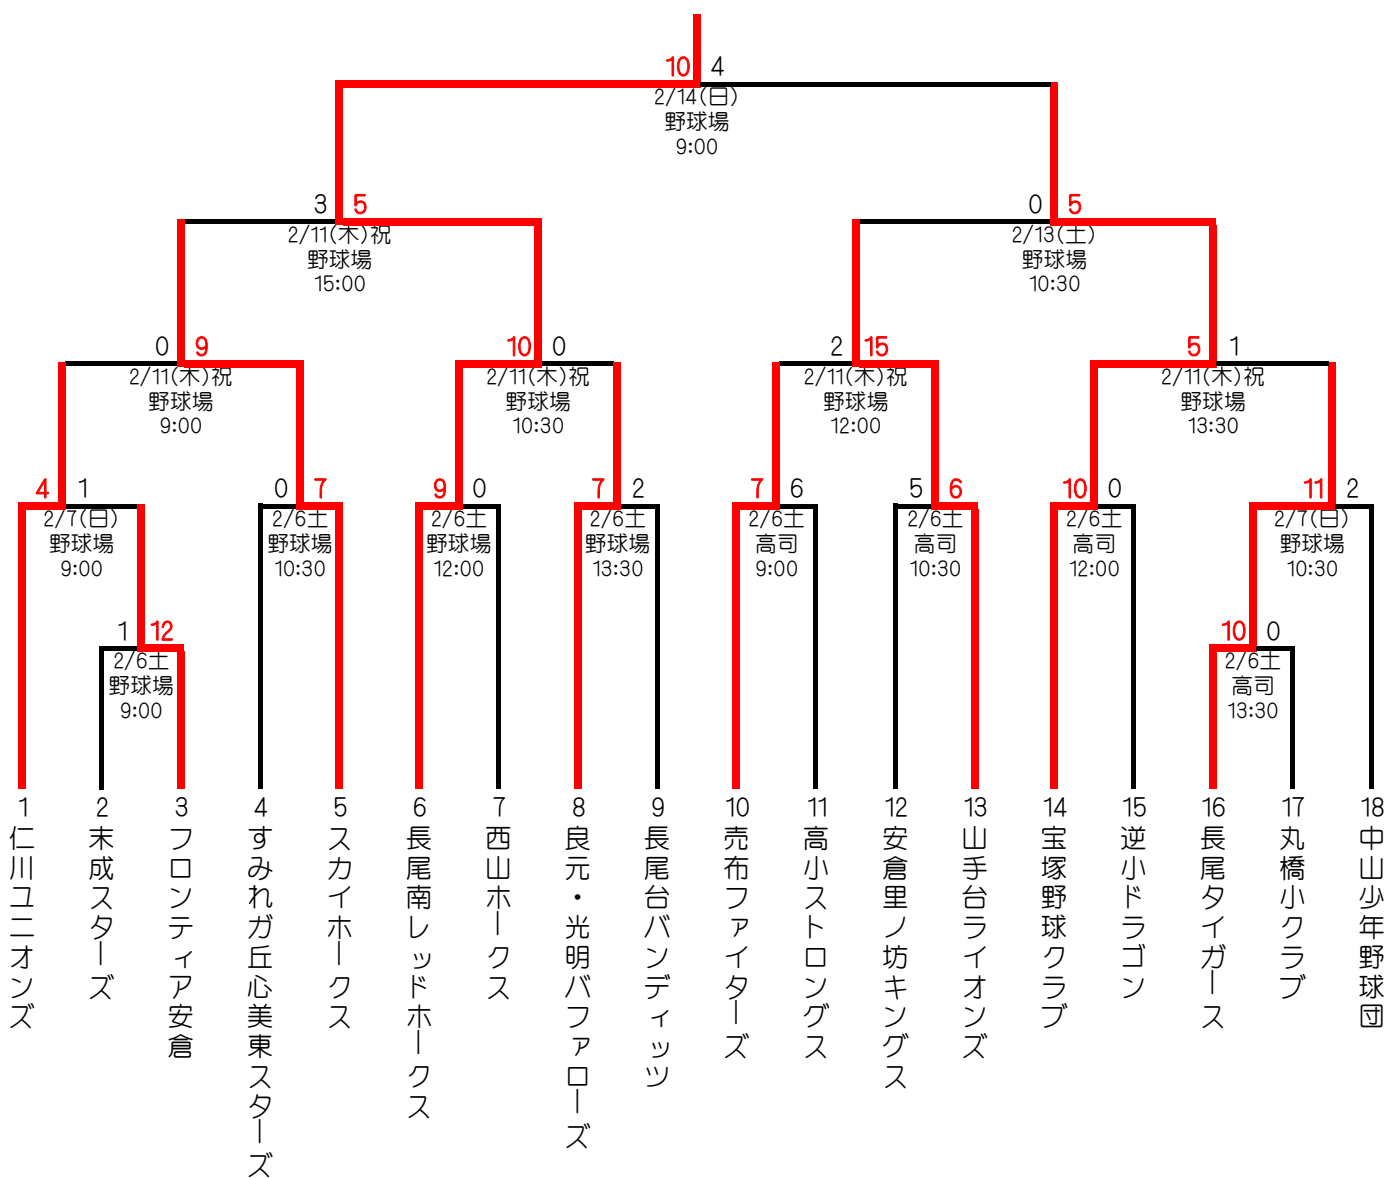 10 4
2/14(日)
野球場
9:00
3 5
2/11(木)祝
野球場
15:00
0 5
2/13(土)
野球場
10:30
0 9
2/11(木)祝
野球場
9:00
10 0
2/11(木)祝
野球場
10:30
2 15
2/11(木)祝
野球場
12:00
5 1
2/11(木)祝
野球場
13:30
4 1
2/7(日)
野球場
9:00
0 7
2/6土
野球場
10:30
9 0
2/6土
野球場
12:00
7 2
2/6土
野球場
13:30
7 6
2/6土
高司
9:00
5 6
2/6土
高司
10:30
10 0
2/6土
高司
12:00
11 2
2/7(日)
野球場
10:30
1 12
2/6土
野球場
9:00
10 0
2/6土
高司
13:30
1
仁川ユニオンズ
2
末成スターズ
3
フロンティア安倉
4
すみれガ丘心美東スターズ
5
スカイホークス
6
長尾南レッドホークス
7
西山ホークス
8
良元・光明バファローズ
9
長尾台バンディッツ
10
売布ファイターズ
11
高小ストロングス
12
安倉里ノ坊キングス
13
山手台ライオンズ
14
宝塚野球クラブ
15
逆小ドラゴン
16
長尾タイガース
17
丸橋小クラブ
18
中山少年野球団